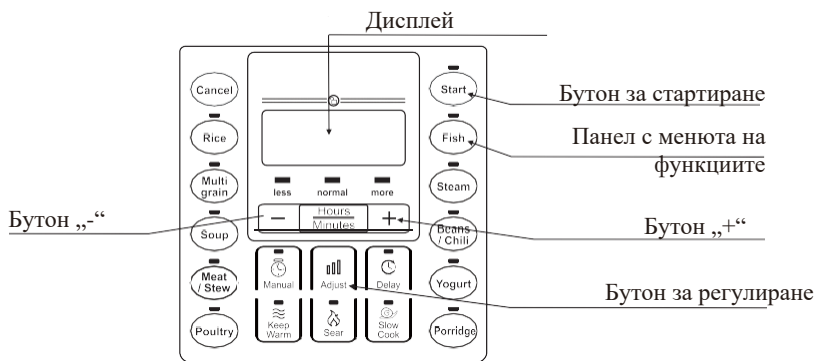 Дисплей
Cancel
Start
Бутон за стартиране
Rice
Fish
Панел с менюта на
функциите
Multi
grain
less normal more
Steam
Бутон „-“
Hours
Minutes
− +
Soup
Beans
/ Chili
Бутон „+“
Meat
/ Stew
Manual Adjust Delay
Yogurt
Бутон за регулиране
Poultry
Keep
Warm
Sear
Slow
Cook
Porridge